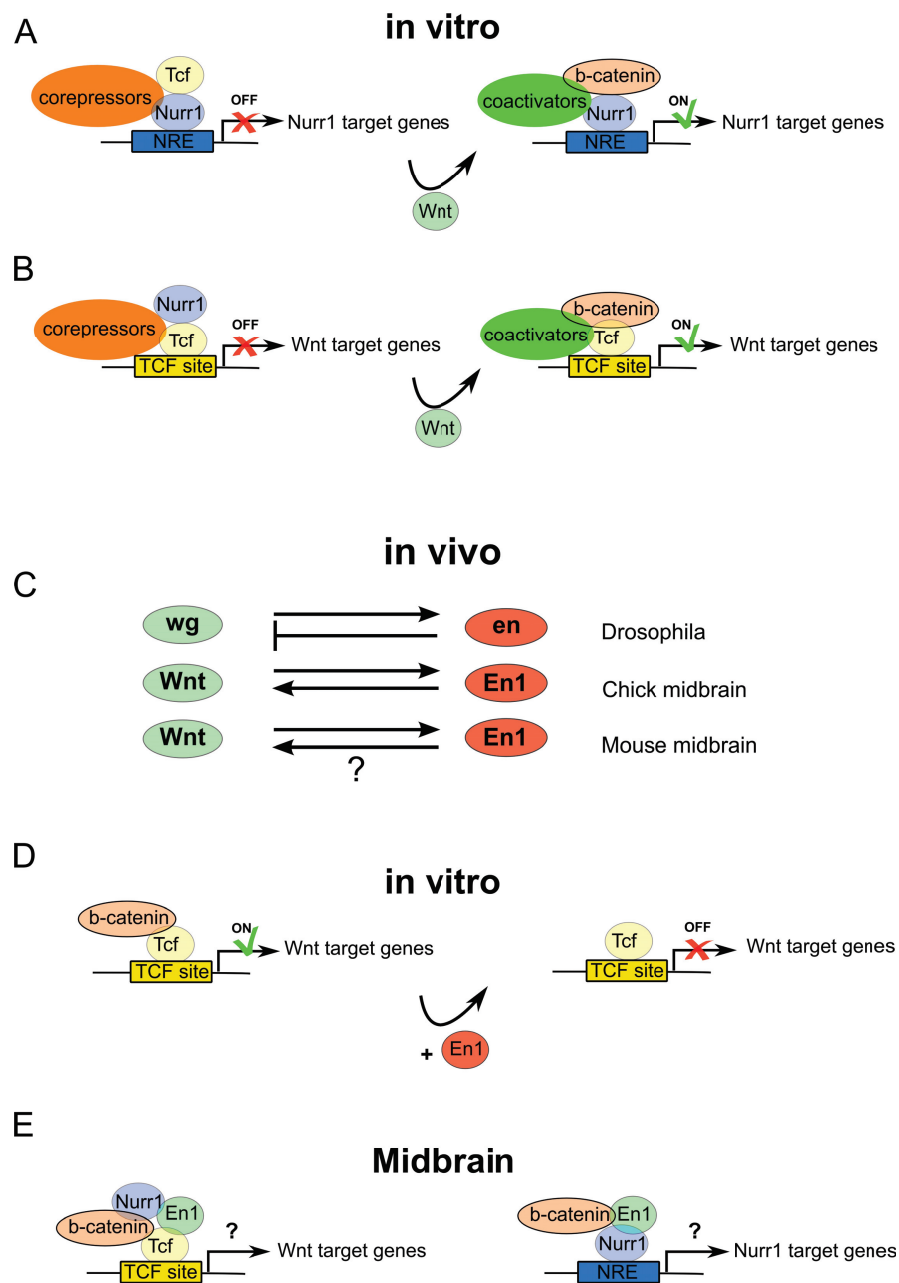 A
in vitro
corepressors
Tcf
Nurr1
NRE
OFF
Nurr1 target genes
Wnt
b-catenin
coactivators
Nurr1
NRE
ON
Nurr1 target genes
B
corepressors
Nurr1
Tcf
TCF site
OFF
Wnt target genes
Wnt
b-catenin
coactivators
Tcf
TCF site
ON
Wnt target genes
in vivo
C
wg
en
Drosophila
Wnt
En1
Chick midbrain
Wnt
En1
Mouse midbrain
?
D
in vitro
b-catenin
Tcf
TCF site
ON
Wnt target genes
+ En1
Tcf
TCF site
OFF
Wnt target genes
E
Midbrain
Nurr1
En1
b-catenin
Tcf
TCF site
?
Wnt target genes
b-catenin
En1
Nurr1
NRE
?
Nurr1 target genes